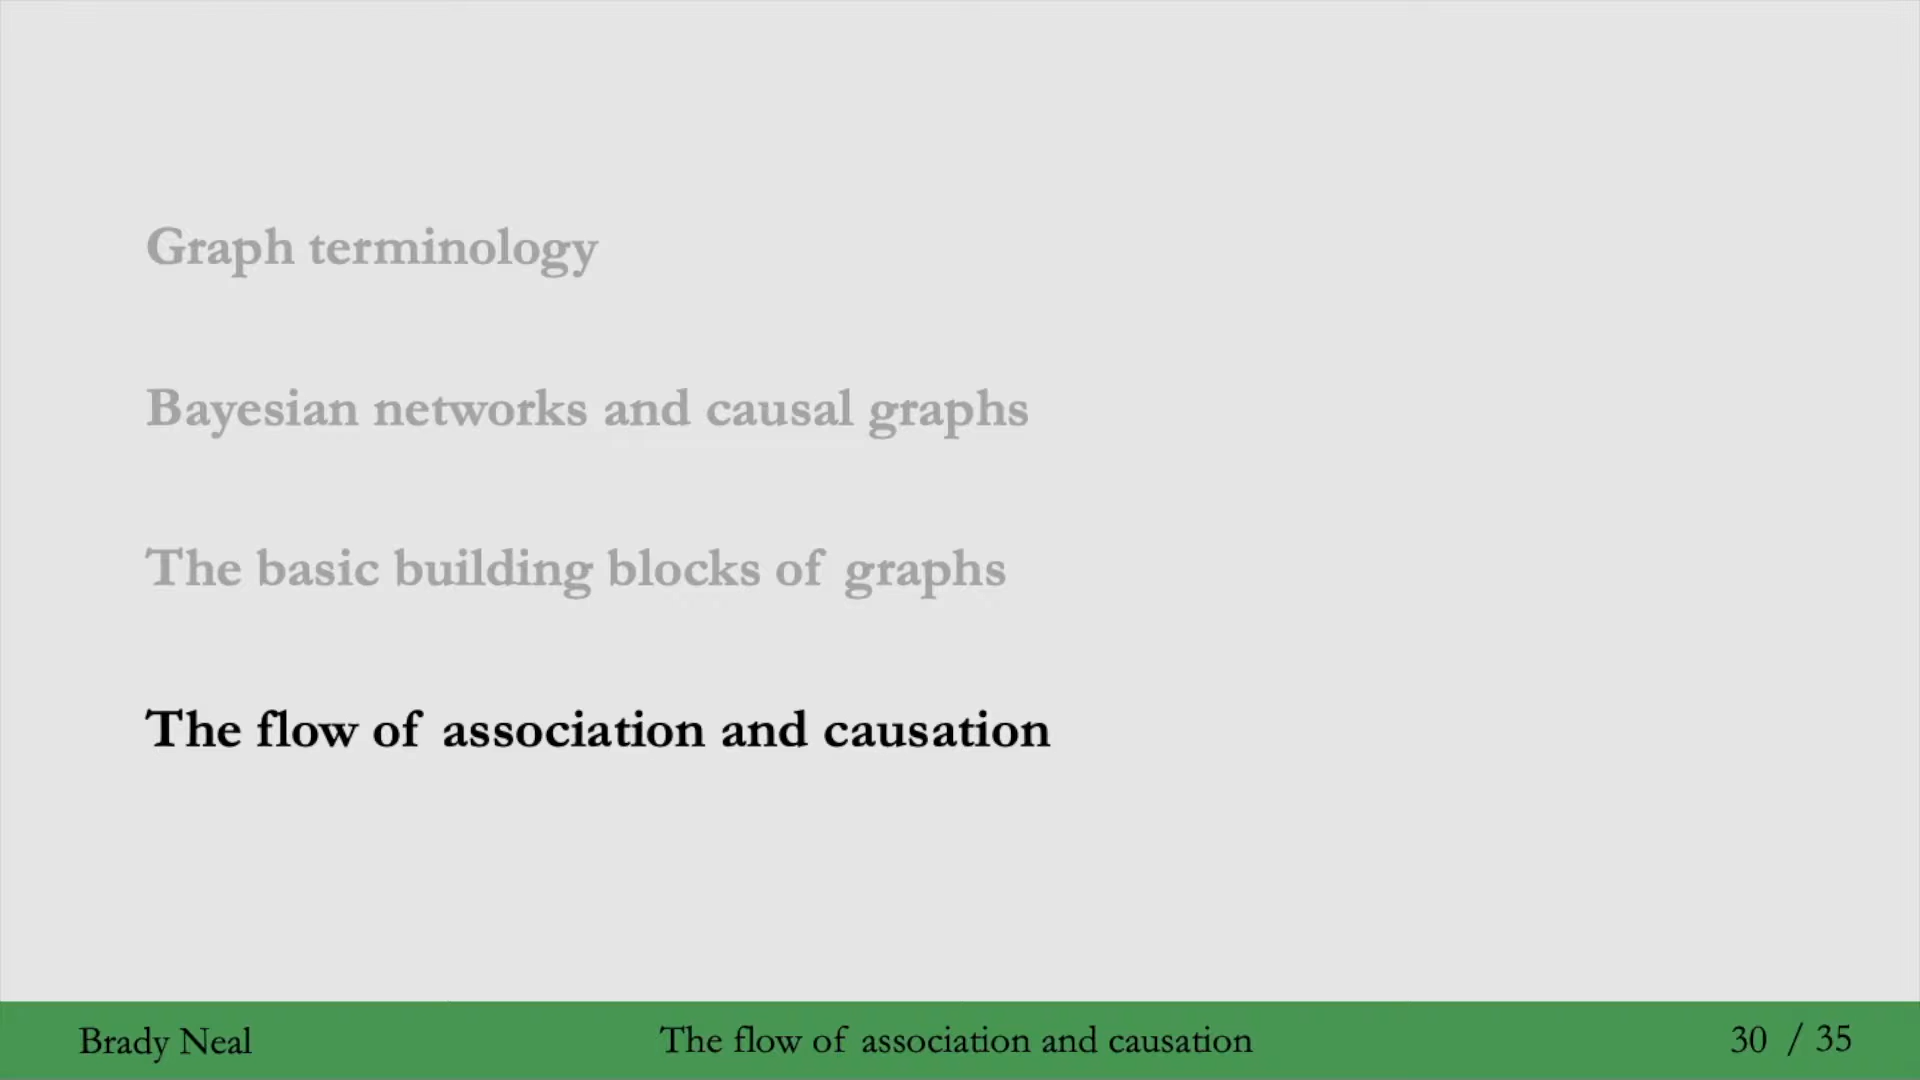 Graph terminology
Bayesian networks and causal graphs
The basic building blocks of graphs
The flow of association and causation
Brady Neal
The flow of association and causation
30 / 35